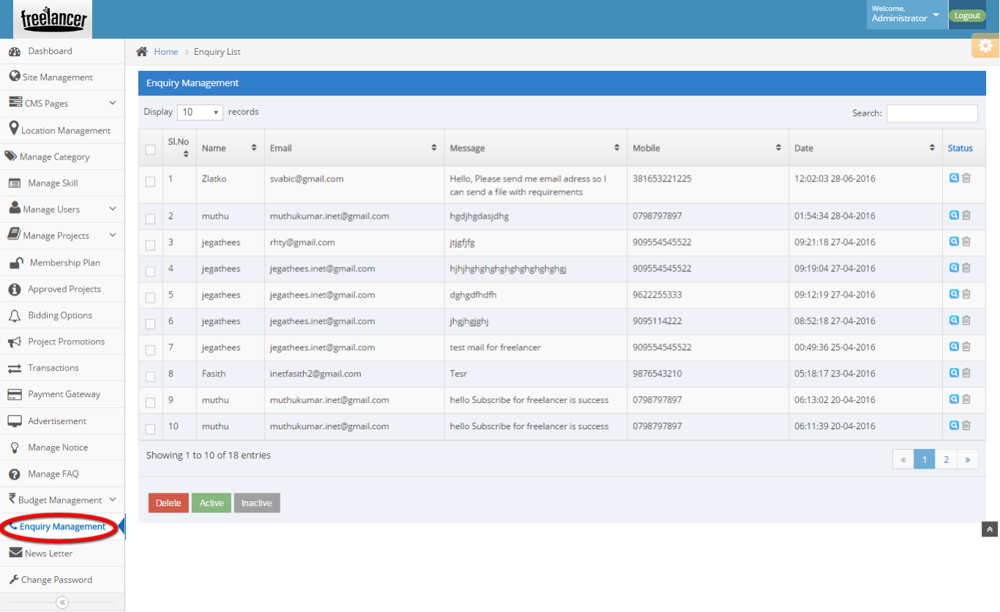 freelancer
Welcome,
Administrator
Logout
Dashboard
Site Management
CMS Pages
Location Management
Manage Category
Manage Skill
Manage Users
Manage Projects
Membership Plan
Approved Projects
Bidding Options
Project Promotions
Transactions
Payment Gateway
Advertisement
Manage Notice
Manage FAQ
Budget Management
Enquiry Management
News Letter
Change Password
Home > Enquiry List
Enquiry Management
Display 10 records
Search:
Sl.No Name Email Message Mobile Date Status
1 Zlatko svabic@gmail.com Hello, Please send me email adress so I 381653221225 12:02:03 28-06-2016
can send a file with requirements
2 muthu muthukumar.inet@gmail.com hgdjhgdasjdhg 0798797897 01:54:34 28-04-2016
3 jegathees rhty@gmail.com jtjgfjfg 909554545522 09:21:18 27-04-2016
4 jegathees jegathees.inet@gmail.com hjhjhghghghghghghghghgj 909554545522 09:19:04 27-04-2016
5 jegathees jegathees.inet@gmail.com dghgdfhdfh 9622255333 09:12:19 27-04-2016
6 jegathees jegathees.inet@gmail.com jhgjhgjghj 9095114222 08:52:18 27-04-2016
7 jegathees jegathees.inet@gmail.com test mail for freelancer 909554545522 00:49:36 25-04-2016
8 Fasith inetfasith2@gmail.com Tesr 9876543210 05:18:17 23-04-2016
9 muthu muthukumar.inet@gmail.com hello Subscribe for freelancer is success 0798797897 06:13:02 20-04-2016
10 muthu muthukumar.inet@gmail.com hello Subscribe for freelancer is success 0798797897 06:11:39 20-04-2016
Showing 1 to 10 of 18 entries
« 1 2 »
Delete Active Inactive